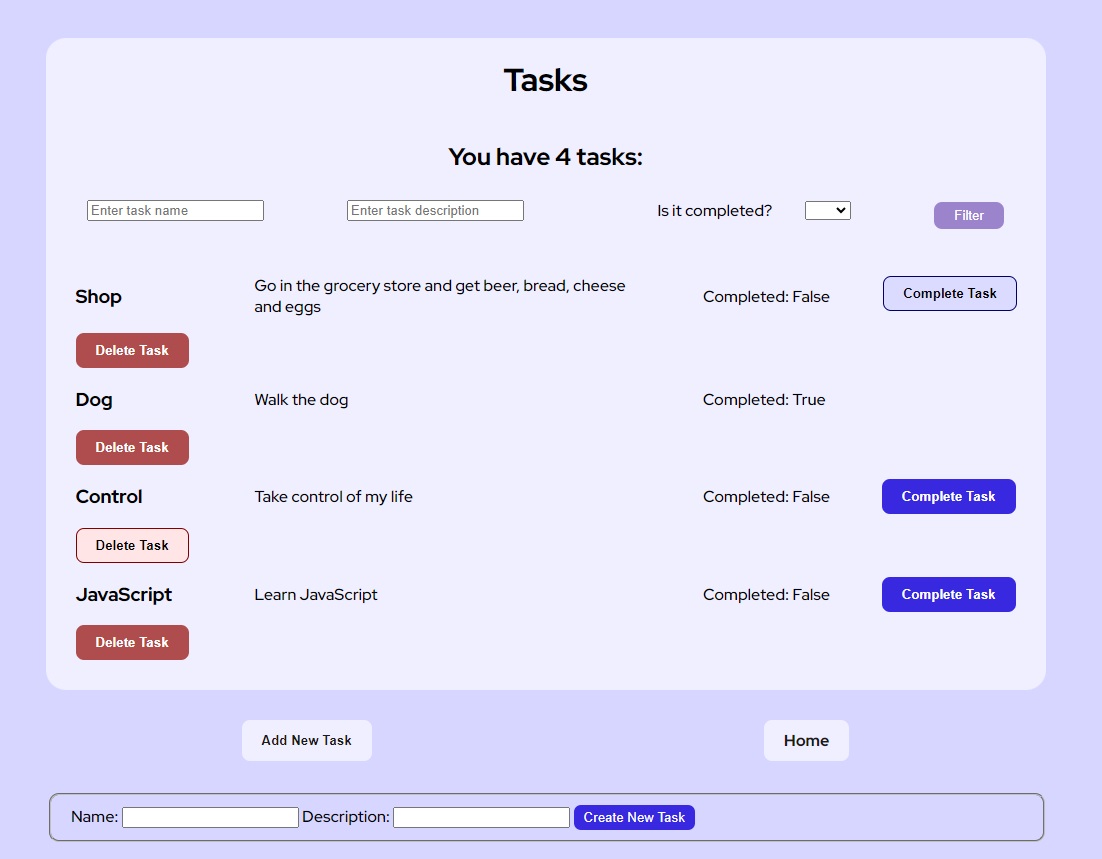 Tasks
You have 4 tasks:
Enter task name Enter task description Is it completed? Filter
Shop Go in the grocery store and get beer, bread, cheese and eggs Completed: False Complete Task
Delete Task
Dog Walk the dog Completed: True
Delete Task
Control Take control of my life Completed: False Complete Task
Delete Task
JavaScript Learn JavaScript Completed: False Complete Task
Delete Task
Add New Task Home
Name: Description: Create New Task